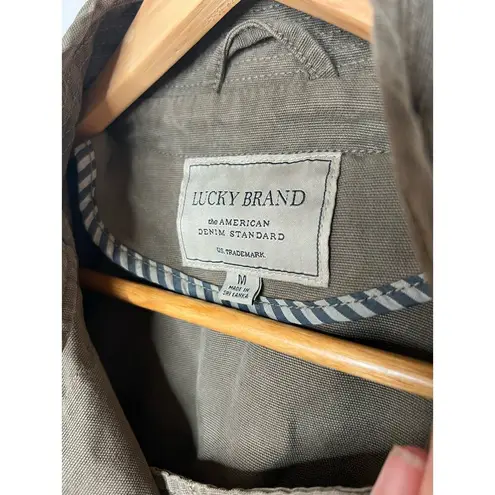 LUCKY BRAND
the AMERICAN
DENIM STANDARD
US. TRADEMARK.
M
MADE IN
SRI LANKA